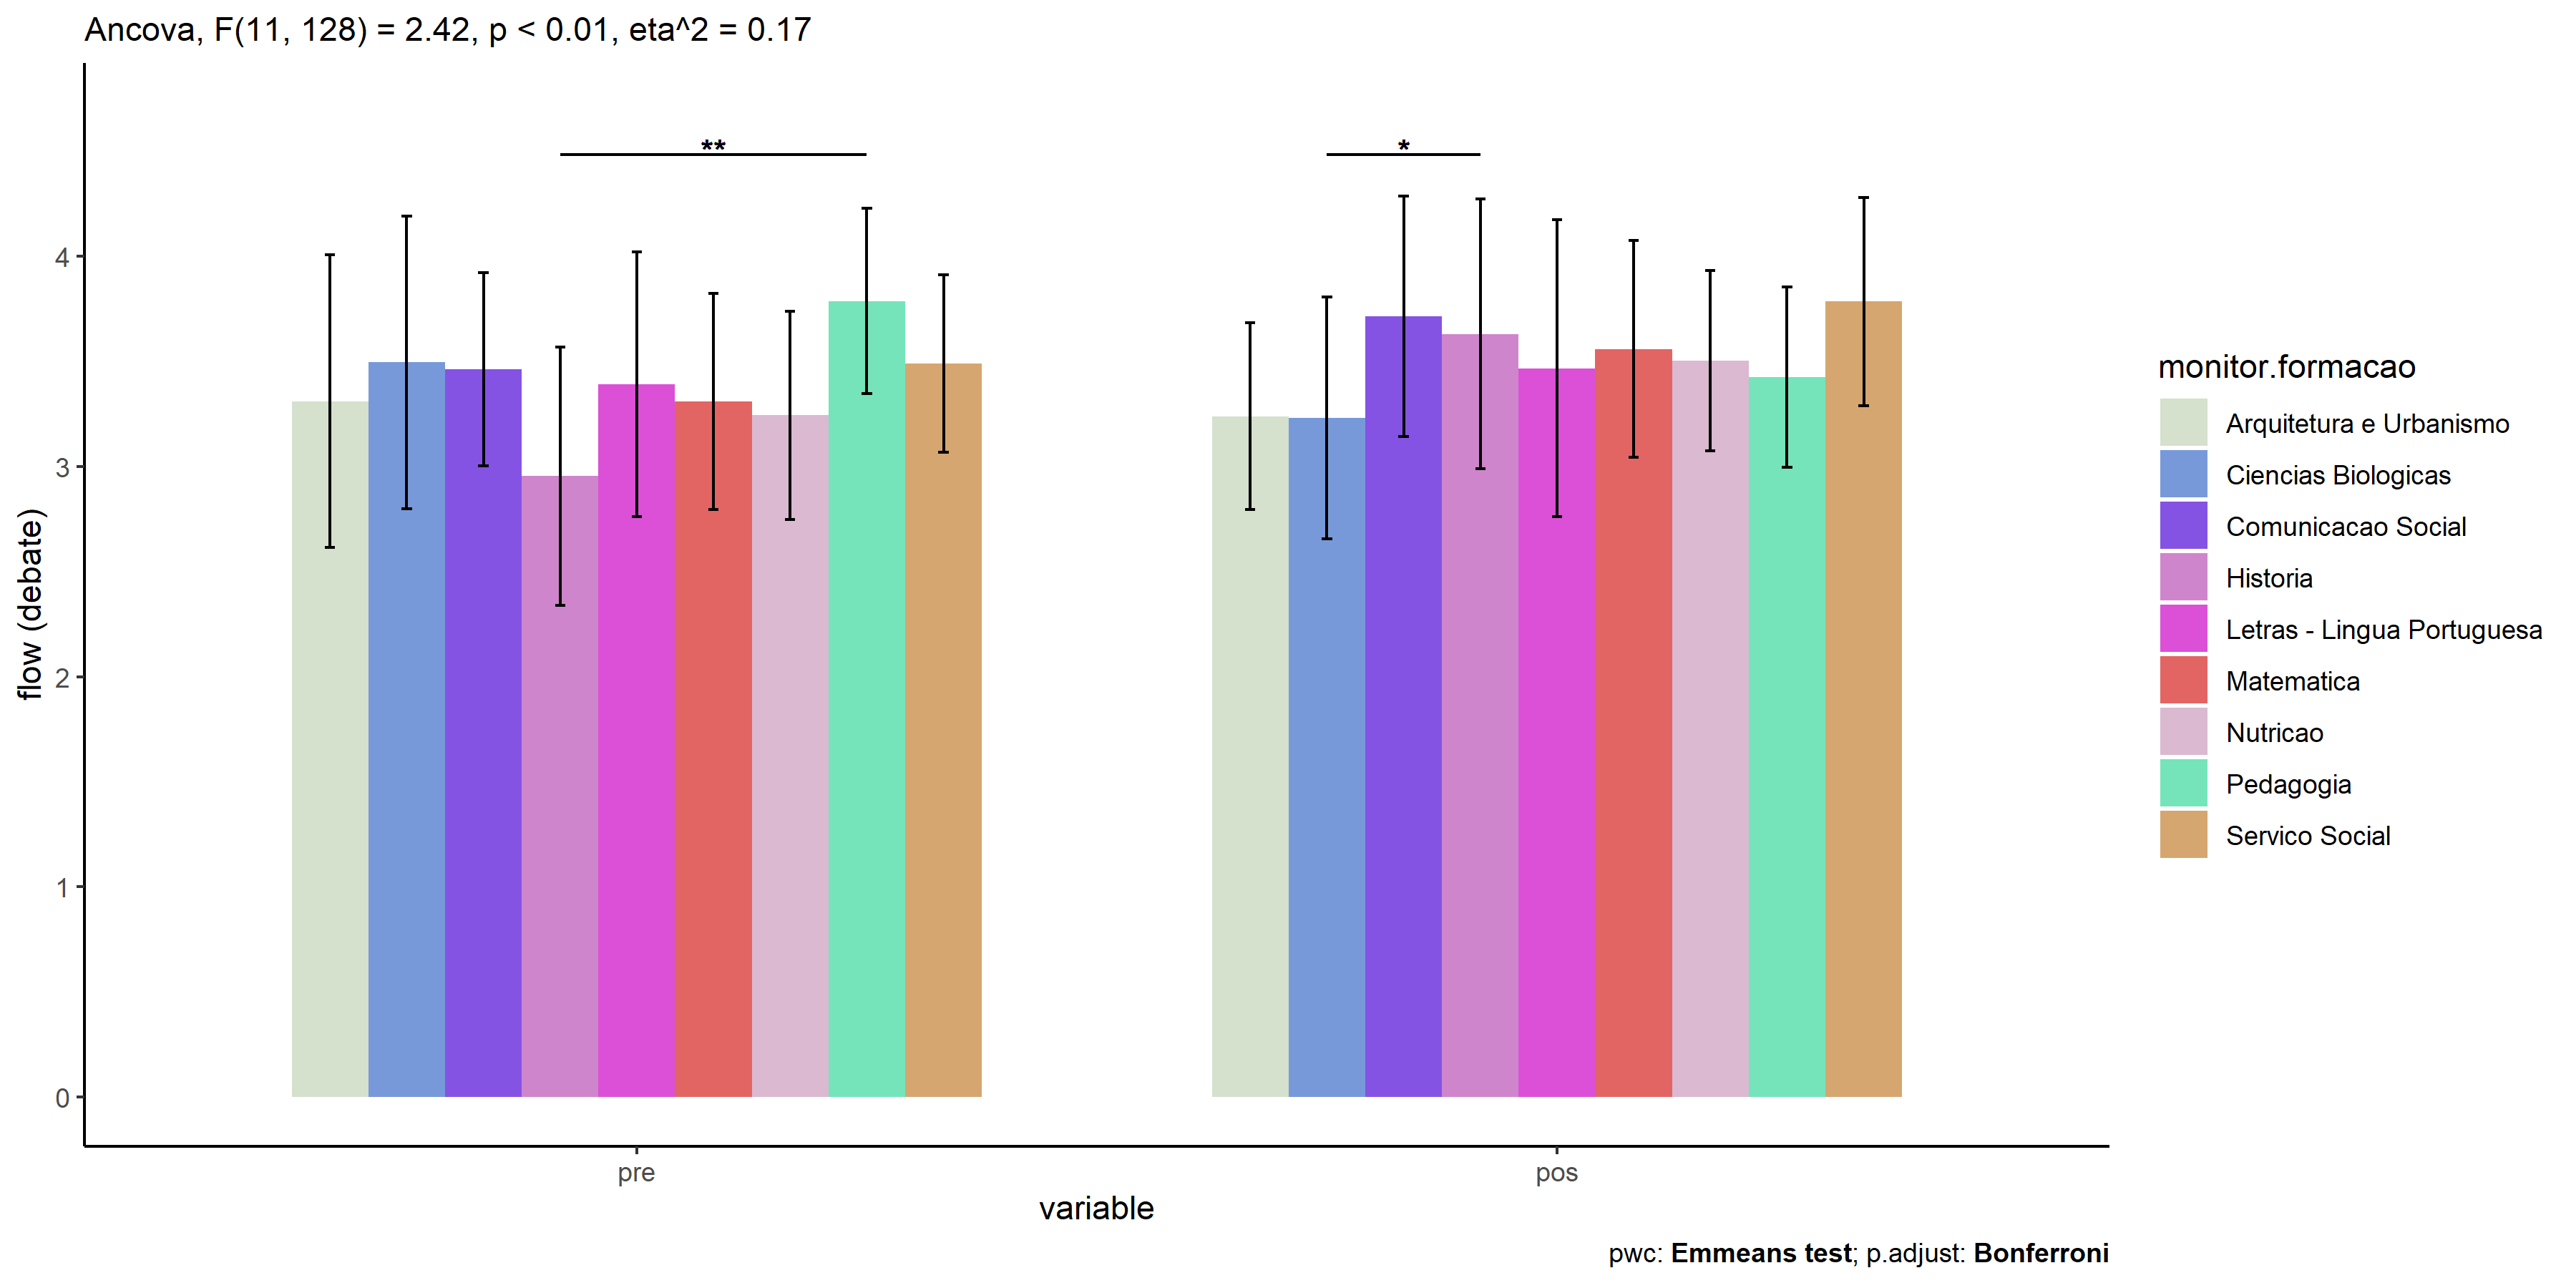 Ancova, F(11, 128) = 2.42, p < 0.01, eta^2 = 0.17
flow (debate)
4
3
2
1
0
**
*
pre
pos
variable
monitor.formacao
Arquitetura e Urbanismo
Ciencias Biologicas
Comunicacao Social
Historia
Letras - Lingua Portuguesa
Matematica
Nutricao
Pedagogia
Servico Social
pwc: Emmeans test; p.adjust: Bonferroni